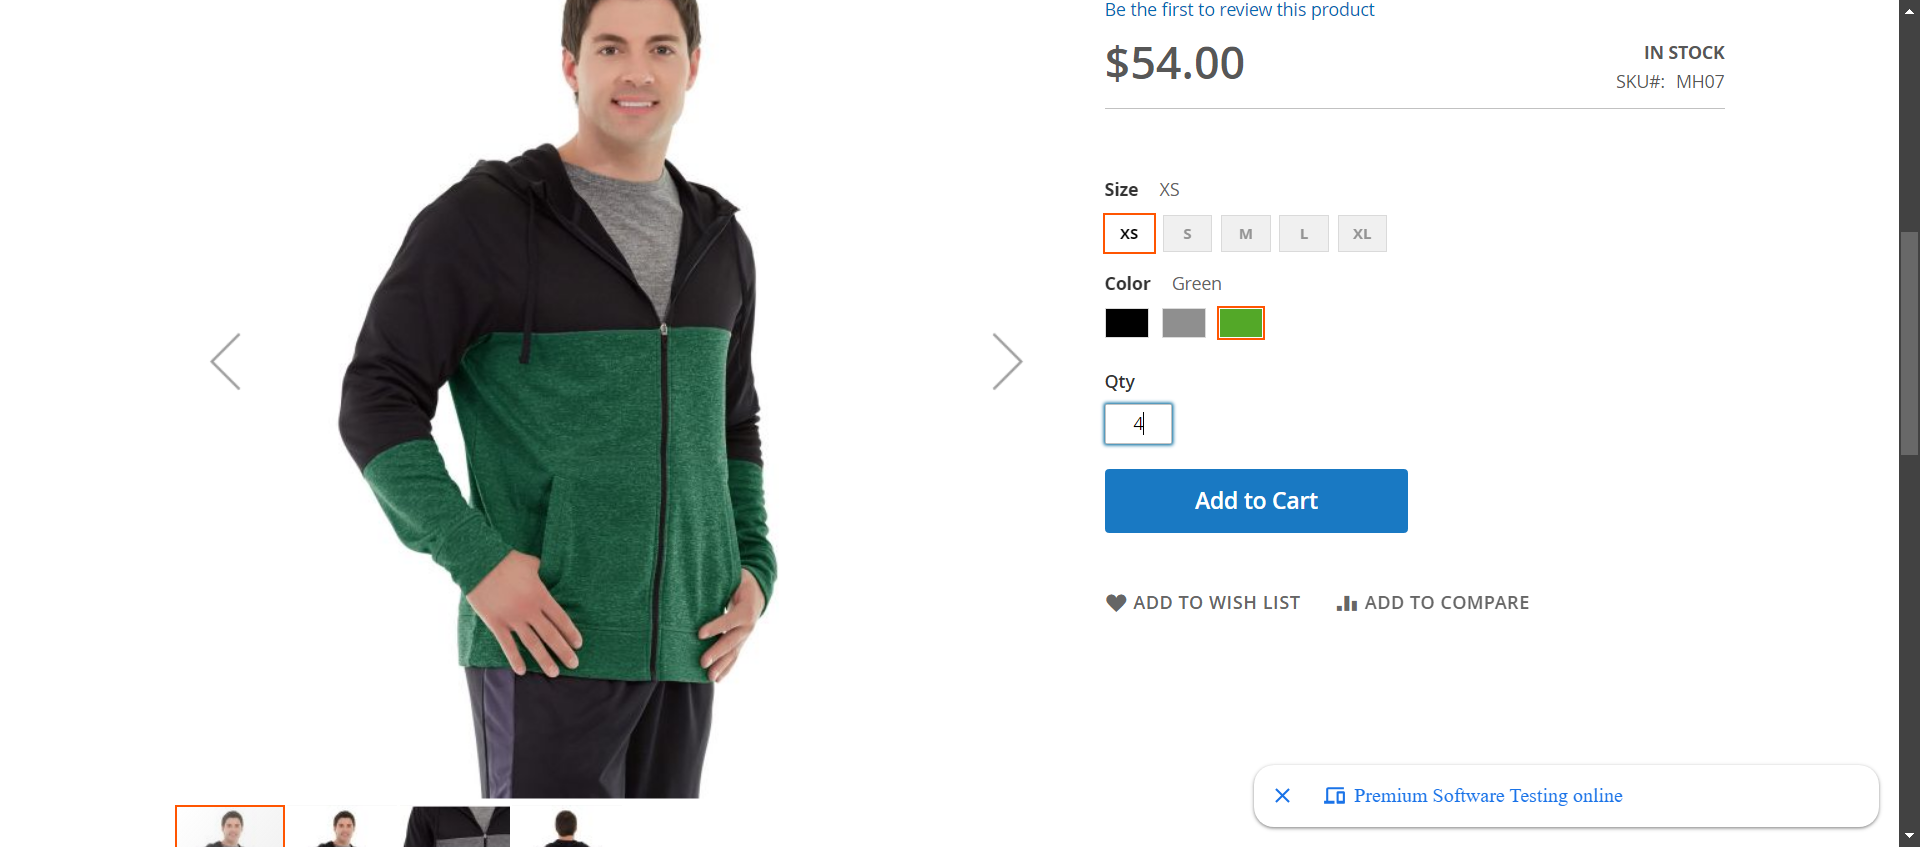 Be the first to review this product
$54.00
IN STOCK
SKU#: MH07
Size XS
XS S M L XL
Color Green
Qty
4
Add to Cart
ADD TO WISH LIST ADD TO COMPARE
Premium Software Testing online